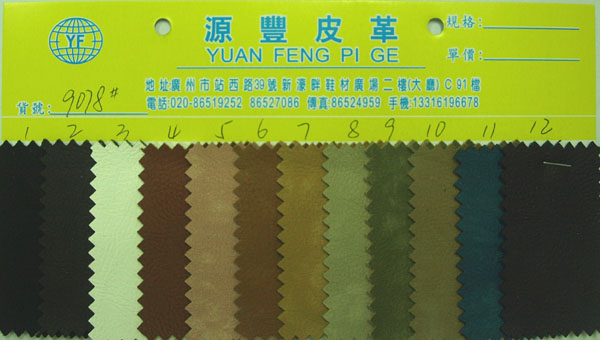 YF
源豐皮革
YUAN FENG PI GE
規格:
單價:
地址廣州市站西路39號新濠畔鞋材廣場二樓(大廳)C91檔
電話:020-86519252 86527086 傳真:86524959 手機:13316196678
貨號: 9078#
1 2 3 4 5 6 7 8 9 10 11 12